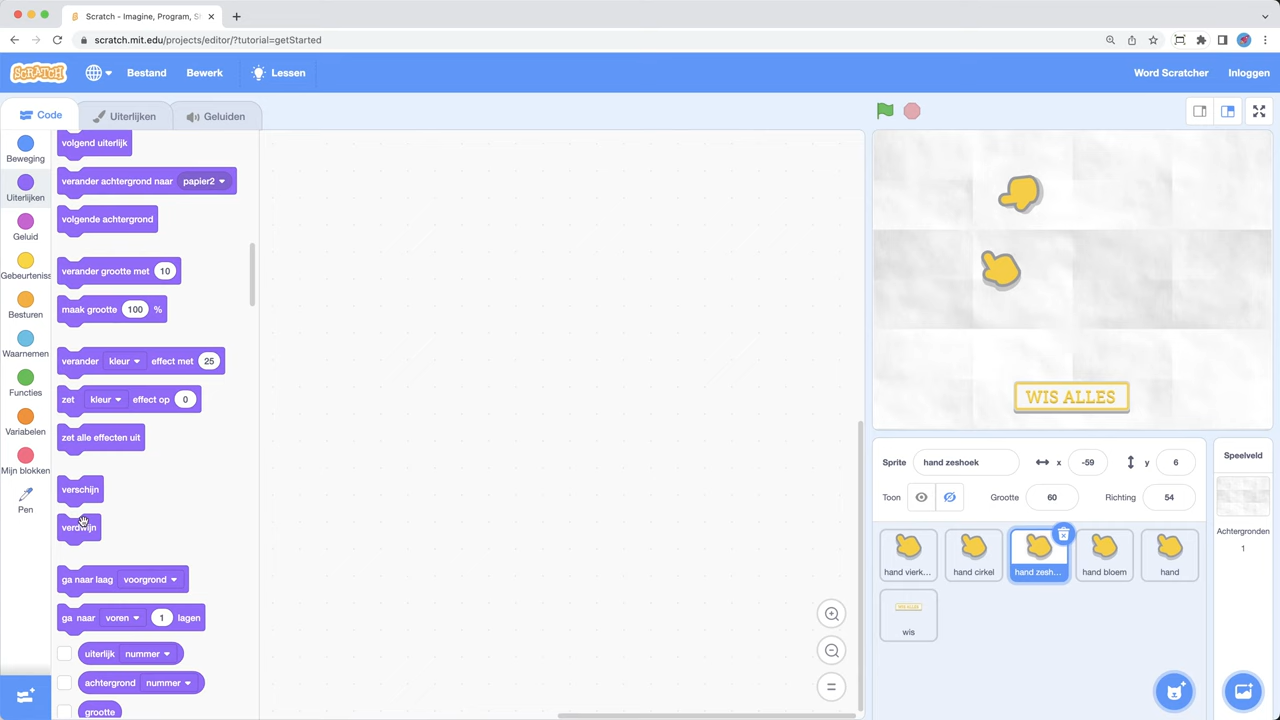 Scratch - Imagine, Program, S
scratch.mit.edu/projects/editor/?tutorial=getStarted
SCRATCH
Bestand
Bewerk
Lessen
Word Scratcher
Inloggen
Code
Uiterlijken
Geluiden
Beweging
Uiterlijken
Geluid
Gebeurteniss
Besturen
Waarnemen
Functies
Variabelen
Mijn blokken
Pen
volgend uiterlijk
verander achtergrond naar papier2
volgende achtergrond
verander grootte met 10
maak grootte 100 %
verander kleur effect met 25
zet kleur effect op 0
zet alle effecten uit
verschijn
verdwijn
ga naar laag voorgrond
ga naar voren 1 lagen
uiterlijk nummer
achtergrond nummer
grootte
WIS ALLES
Sprite hand zeshoek x -59 y 6
Toon Grootte 60 Richting 54
hand vierk...
hand cirkel
hand zesh...
hand bloem
hand
WIS ALLES
wis
Speelveld
Achtergronden
1